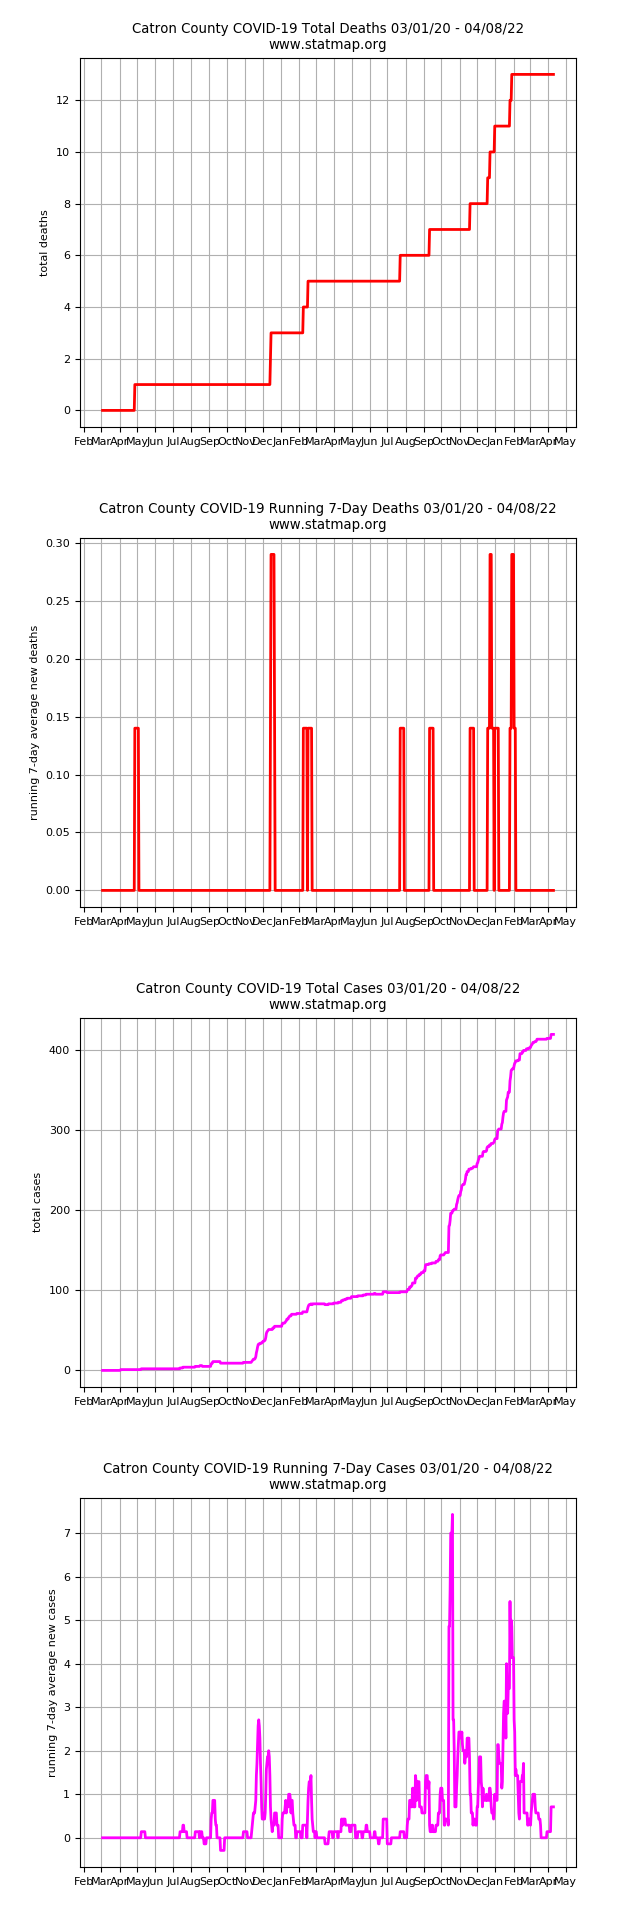 Catron County COVID-19 Total Deaths 03/01/20 - 04/08/22
www.statmap.org
12
10
8
6
4
2
0
total deaths
Feb Mar Apr May Jun Jul Aug Sep Oct Nov Dec Jan Feb Mar Apr May Jun Jul Aug Sep Oct Nov Dec Jan Feb Mar Apr May
Catron County COVID-19 Running 7-Day Deaths 03/01/20 - 04/08/22
www.statmap.org
0.30
0.25
0.20
0.15
0.10
0.05
0.00
running 7-day average new deaths
Feb Mar Apr May Jun Jul Aug Sep Oct Nov Dec Jan Feb Mar Apr May Jun Jul Aug Sep Oct Nov Dec Jan Feb Mar Apr May
Catron County COVID-19 Total Cases 03/01/20 - 04/08/22
www.statmap.org
400
300
200
100
0
total cases
Feb Mar Apr May Jun Jul Aug Sep Oct Nov Dec Jan Feb Mar Apr May Jun Jul Aug Sep Oct Nov Dec Jan Feb Mar Apr May
Catron County COVID-19 Running 7-Day Cases 03/01/20 - 04/08/22
www.statmap.org
7
6
5
4
3
2
1
0
running 7-day average new cases
Feb Mar Apr May Jun Jul Aug Sep Oct Nov Dec Jan Feb Mar Apr May Jun Jul Aug Sep Oct Nov Dec Jan Feb Mar Apr May